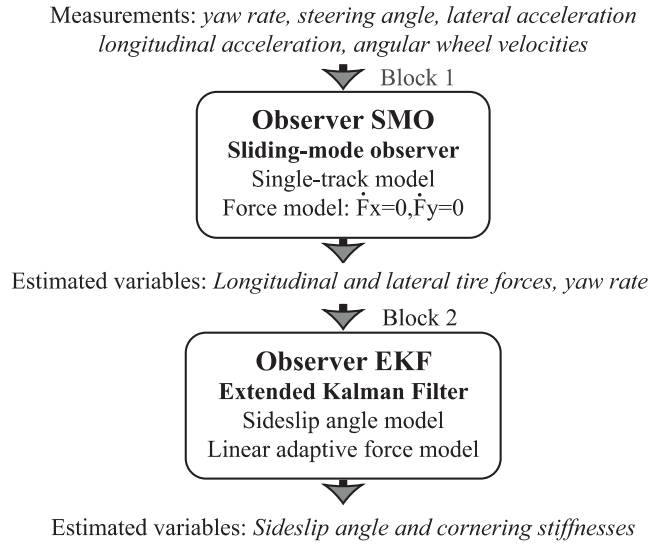 Measurements: yaw rate, steering angle, lateral acceleration
longitudinal acceleration, angular wheel velocities
Block 1
Observer SMO
Sliding-mode observer
Single-track model
Force model: Ḟx=0,Ḟy=0
Estimated variables: Longitudinal and lateral tire forces, yaw rate
Block 2
Observer EKF
Extended Kalman Filter
Sideslip angle model
Linear adaptive force model
Estimated variables: Sideslip angle and cornering stiffnesses